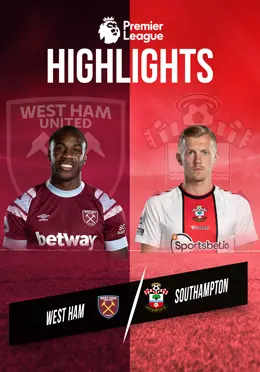 Premier
League
HIGHLIGHTS
WEST HAM
UNITED
betway
Sportsbet.io
WEST HAM
SOUTHAMPTON